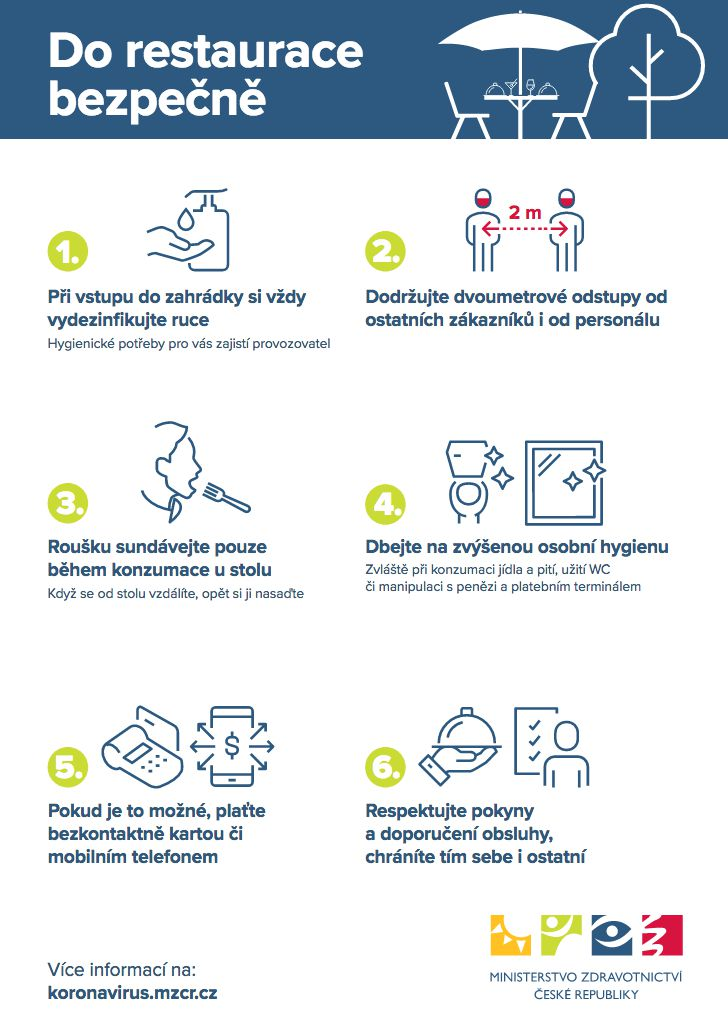 Do restaurace
bezpečně
1.
Při vstupu do zahrádky si vždy
vydezinfikujte ruce
Hygienické potřeby pro vás zajistí provozovatel
2 m
2.
Dodržujte dvoumetrové odstupy od
ostatních zákazníků i od personálu
3.
Roušku sundávejte pouze
během konzumace u stolu
Když se od stolu vzdálíte, opět si ji nasaďte
4.
Dbejte na zvýšenou osobní hygienu
Zvláště při konzumaci jídla a pití, užití WC
či manipulaci s penězi a platebním terminálem
$
5.
Pokud je to možné, plaťte
bezkontaktně kartou či
mobilním telefonem
6.
Respektujte pokyny
a doporučení obsluhy,
chráníte tím sebe i ostatní
Více informací na:
koronavirus.mzcr.cz
MINISTERSTVO ZDRAVOTNICTVÍ
ČESKÉ REPUBLIKY